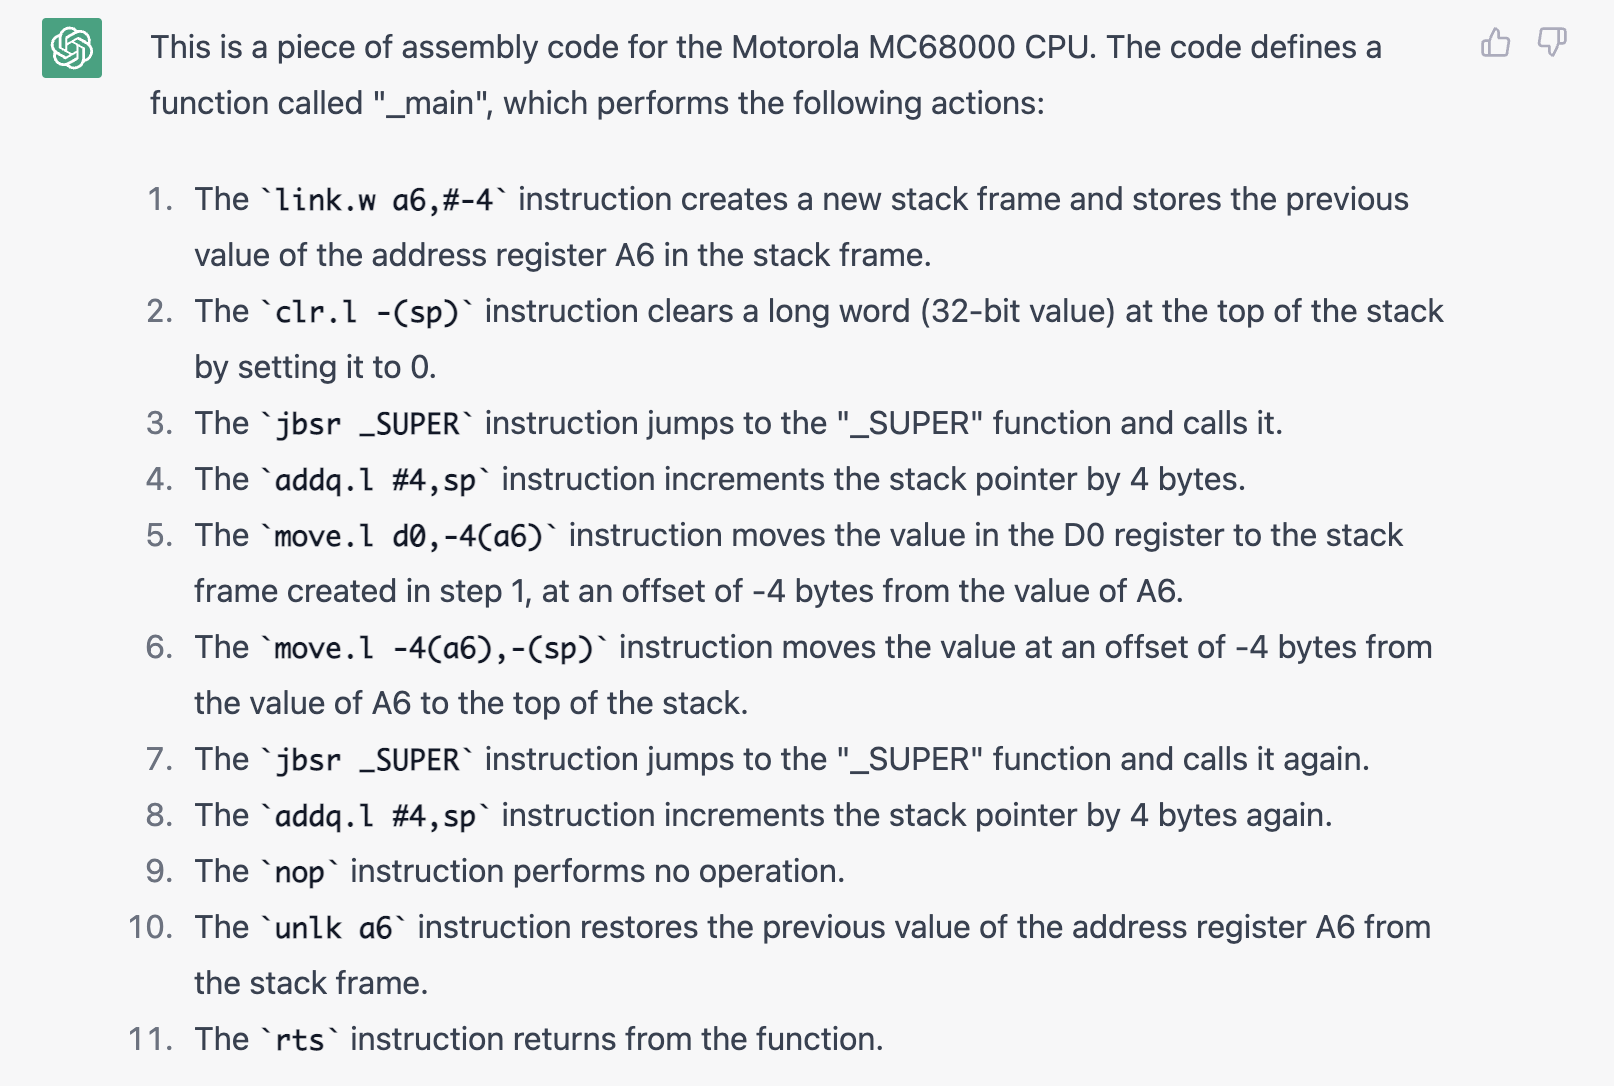 This is a piece of assembly code for the Motorola MC68000 CPU. The code defines a
function called "_main", which performs the following actions:
1. The `link.w a6,#-4` instruction creates a new stack frame and stores the previous
value of the address register A6 in the stack frame.
2. The `clr.l -(sp)` instruction clears a long word (32-bit value) at the top of the stack
by setting it to 0.
3. The `jbsr _SUPER` instruction jumps to the "_SUPER" function and calls it.
4. The `addq.l #4,sp` instruction increments the stack pointer by 4 bytes.
5. The `move.l d0,-4(a6)` instruction moves the value in the D0 register to the stack
frame created in step 1, at an offset of -4 bytes from the value of A6.
6. The `move.l -4(a6),-(sp)` instruction moves the value at an offset of -4 bytes from
the value of A6 to the top of the stack.
7. The `jbsr _SUPER` instruction jumps to the "_SUPER" function and calls it again.
8. The `addq.l #4,sp` instruction increments the stack pointer by 4 bytes again.
9. The `nop` instruction performs no operation.
10. The `unlk a6` instruction restores the previous value of the address register A6 from
the stack frame.
11. The `rts` instruction returns from the function.